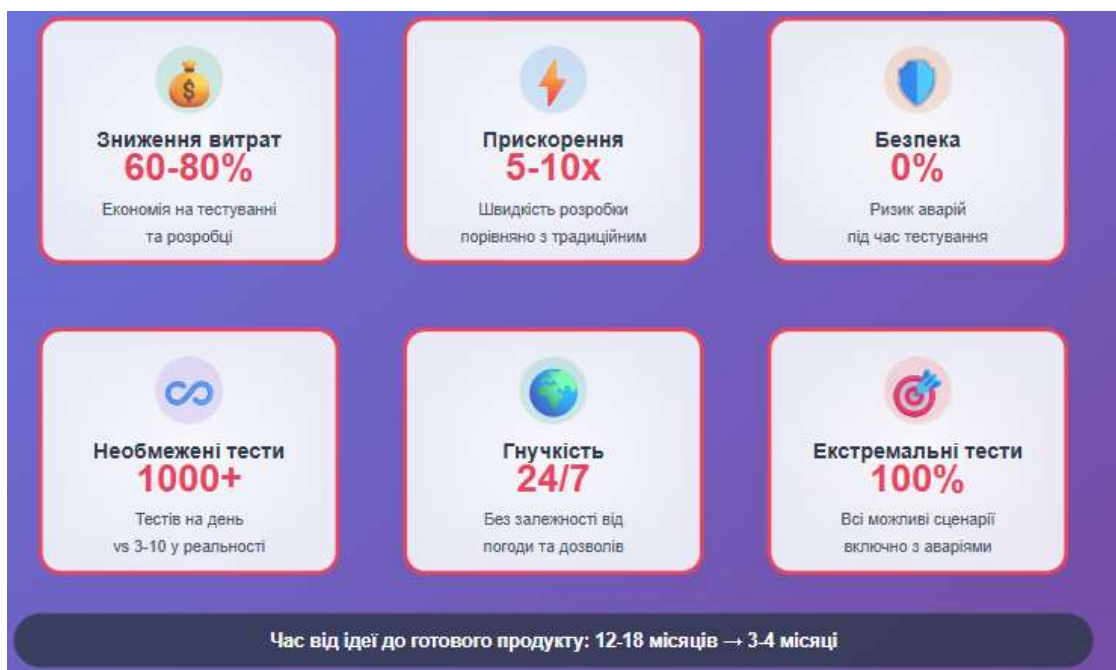 Зниження витрат
60-80%
Економія на тестуванні
та розробці
Прискорення
5-10x
Швидкість розробки
порівняно з традиційним
Безпека
0%
Ризик аварій
під час тестування
Необмежені тести
1000+
Тестів на день
vs 3-10 у реальності
Гнучкість
24/7
Без залежності від
погоди та дозволів
Екстремальні тести
100%
Всі можливі сценарії
включно з аваріями
Час від ідеї до готового продукту: 12-18 місяців → 3-4 місяці